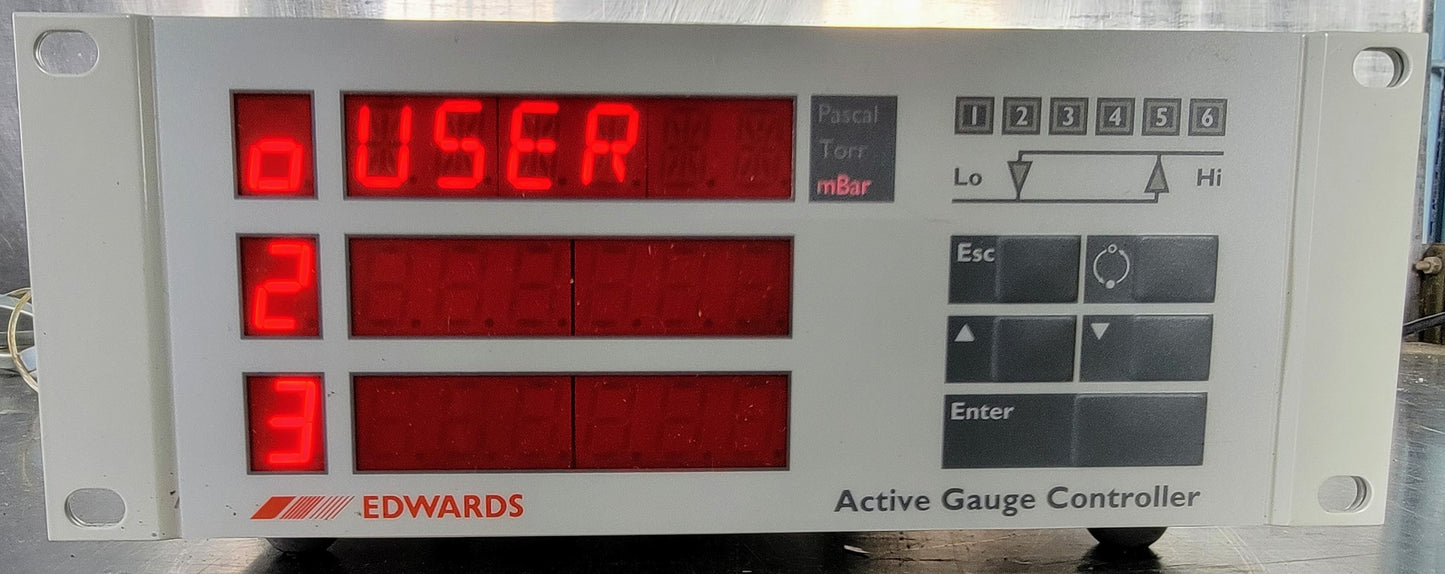 o USER
Pascal
Torr
mBar
1 2 3 4 5 6
Lo Hi
2
Esc
3
Enter
EDWARDS
Active Gauge Controller